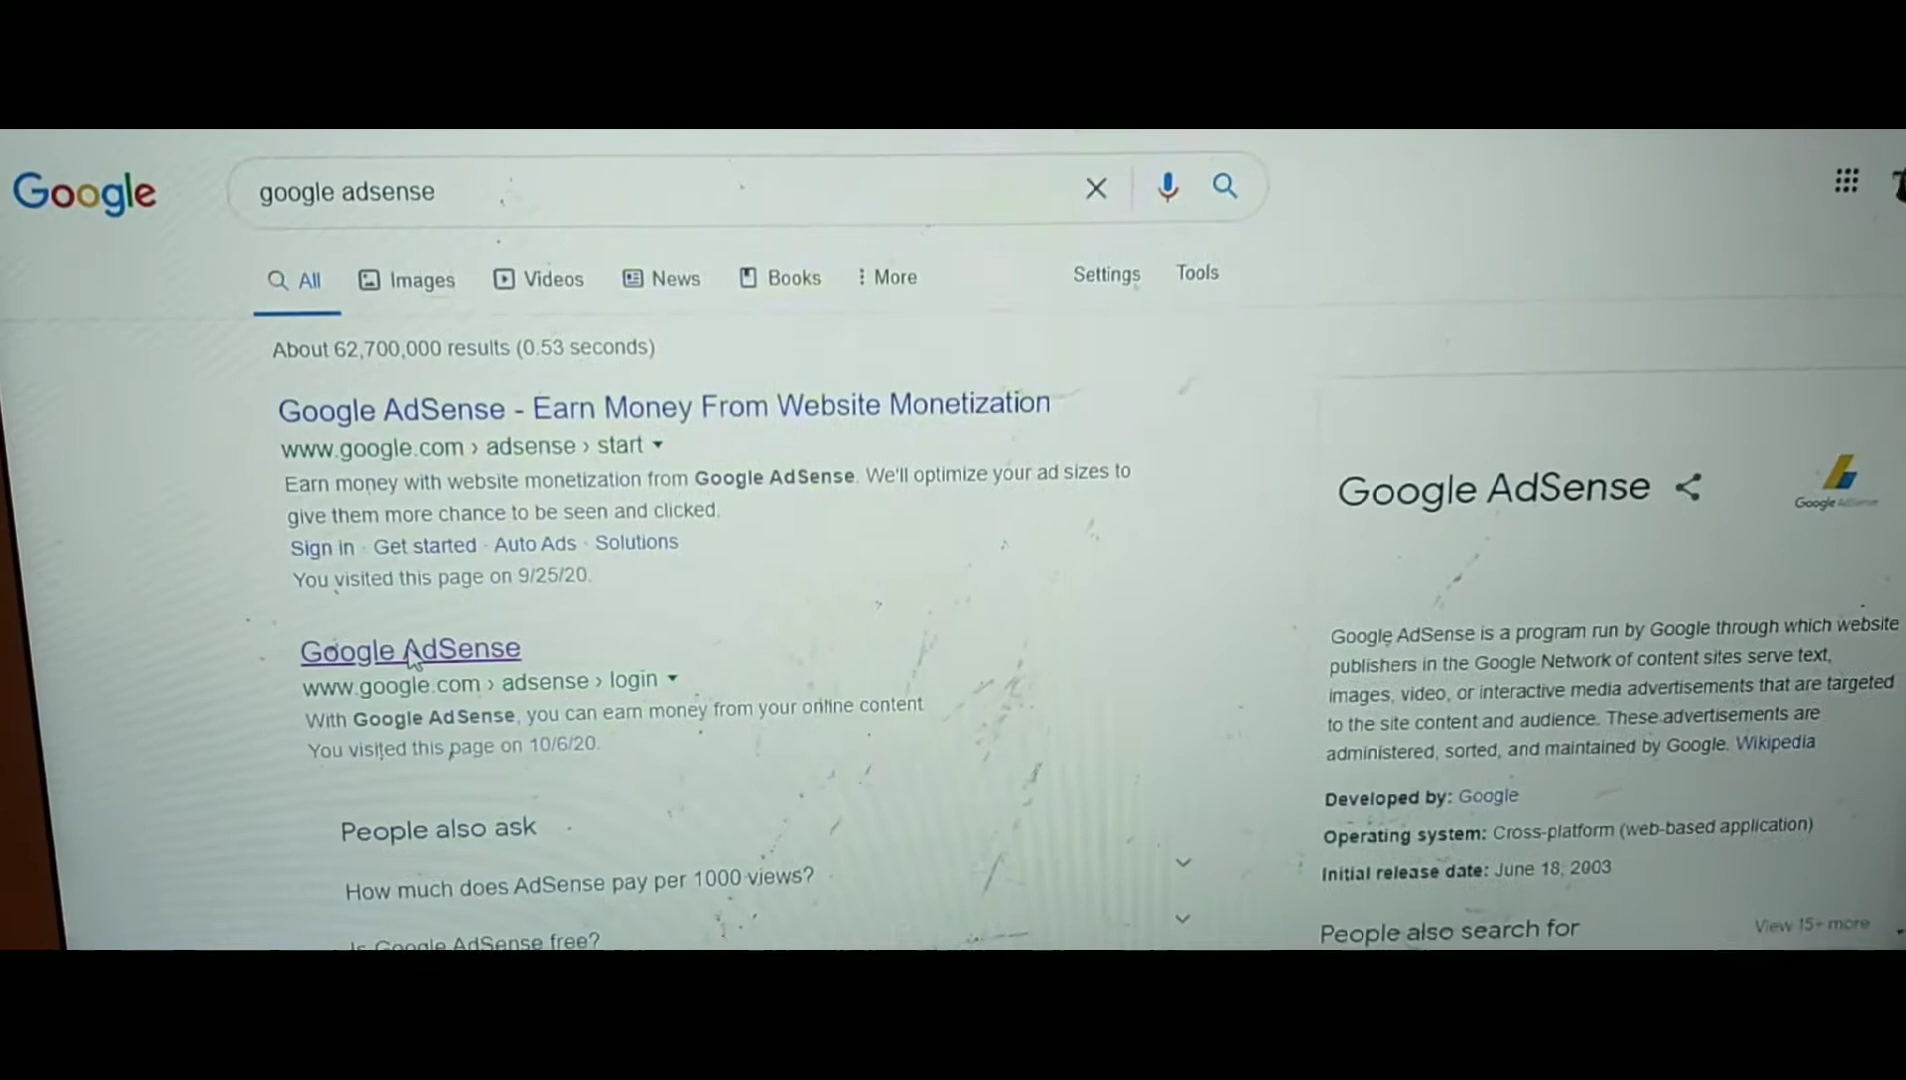 Google
google adsense
All Images Videos News Books More Settings Tools
About 62,700,000 results (0.53 seconds)
Google AdSense - Earn Money From Website Monetization
www.google.com › adsense › start
Earn money with website monetization from Google AdSense. We'll optimize your ad sizes to
give them more chance to be seen and clicked.
Sign in · Get started · Auto Ads · Solutions
You visited this page on 9/25/20.
Google AdSense
www.google.com › adsense › login
With Google AdSense, you can earn money from your online content
You visited this page on 10/6/20.
People also ask
How much does AdSense pay per 1000 views?
Is Google AdSense free?
Google AdSense
Google AdSense
Google AdSense is a program run by Google through which website
publishers in the Google Network of content sites serve text,
images, video, or interactive media advertisements that are targeted
to the site content and audience. These advertisements are
administered, sorted, and maintained by Google. Wikipedia
Developed by: Google
Operating system: Cross-platform (web-based application)
Initial release date: June 18, 2003
People also search for
View 15+ more